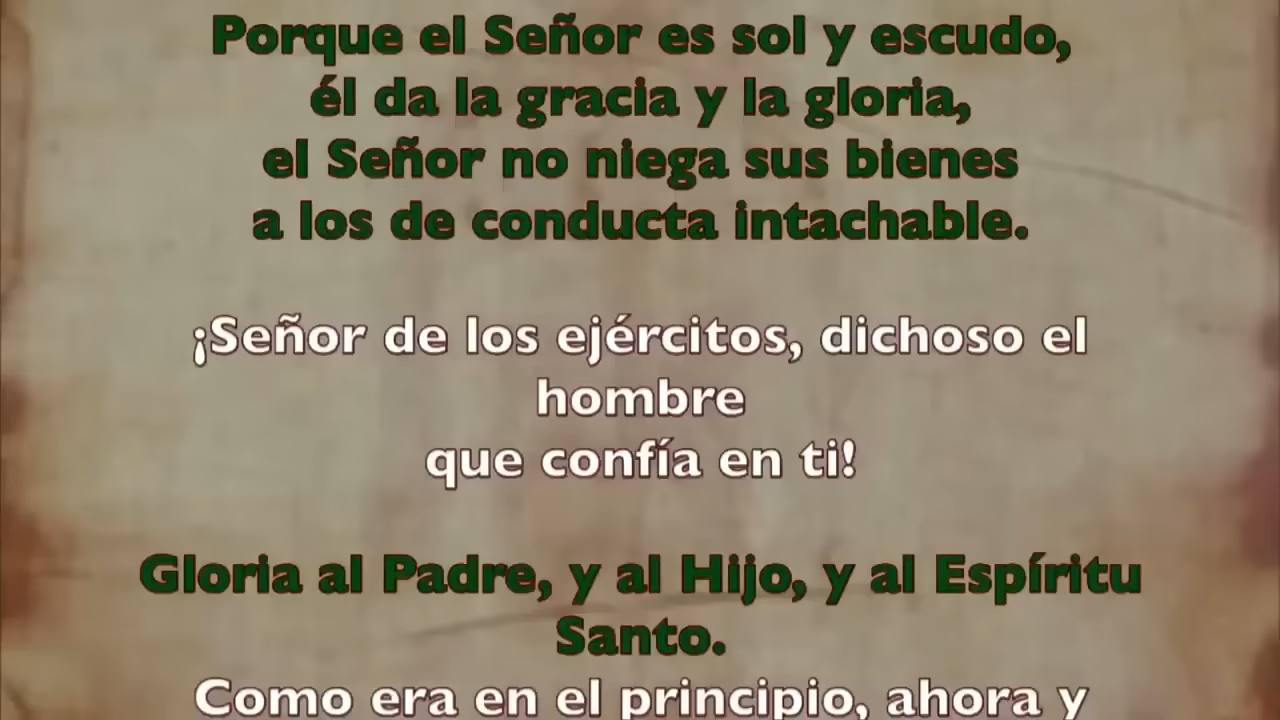 Porque el Señor es sol y escudo,
él da la gracia y la gloria,
el Señor no niega sus bienes
a los de conducta intachable.
¡Señor de los ejércitos, dichoso el
hombre
que confía en ti!
Gloria al Padre, y al Hijo, y al Espíritu
Santo.
Como era en el principio, ahora y